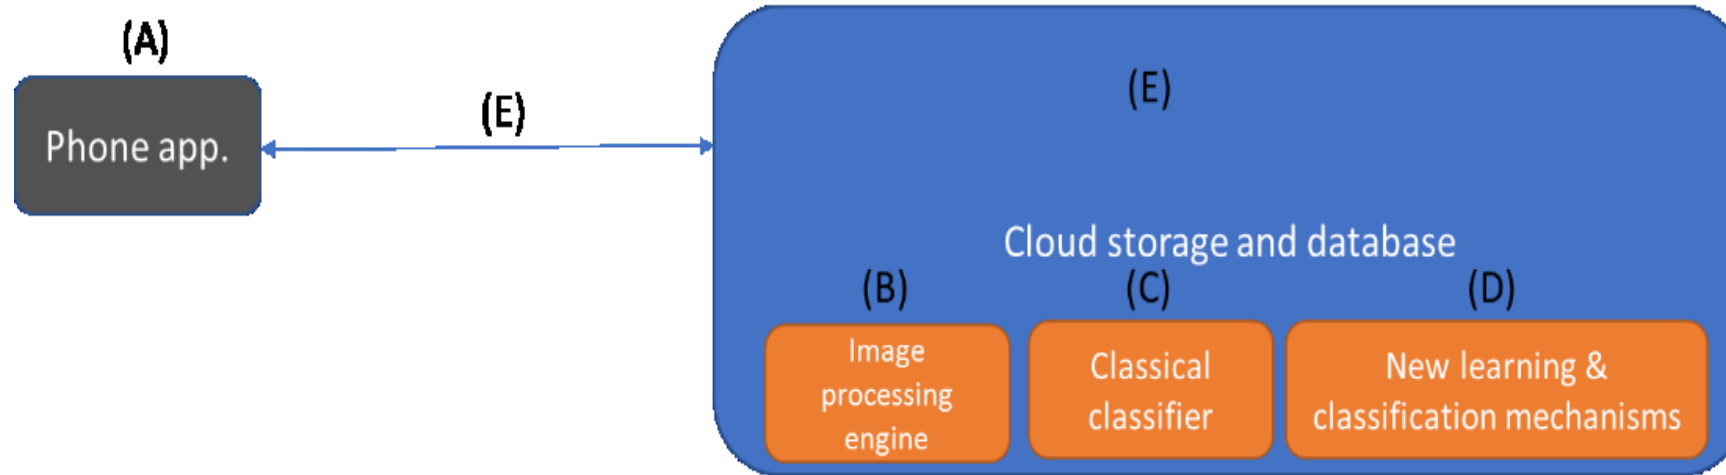 (A)
Phone app.
(E)
(E)
Cloud storage and database
(B)
(C)
(D)
Image
processing
engine
Classical
classifier
New learning &
classification mechanisms